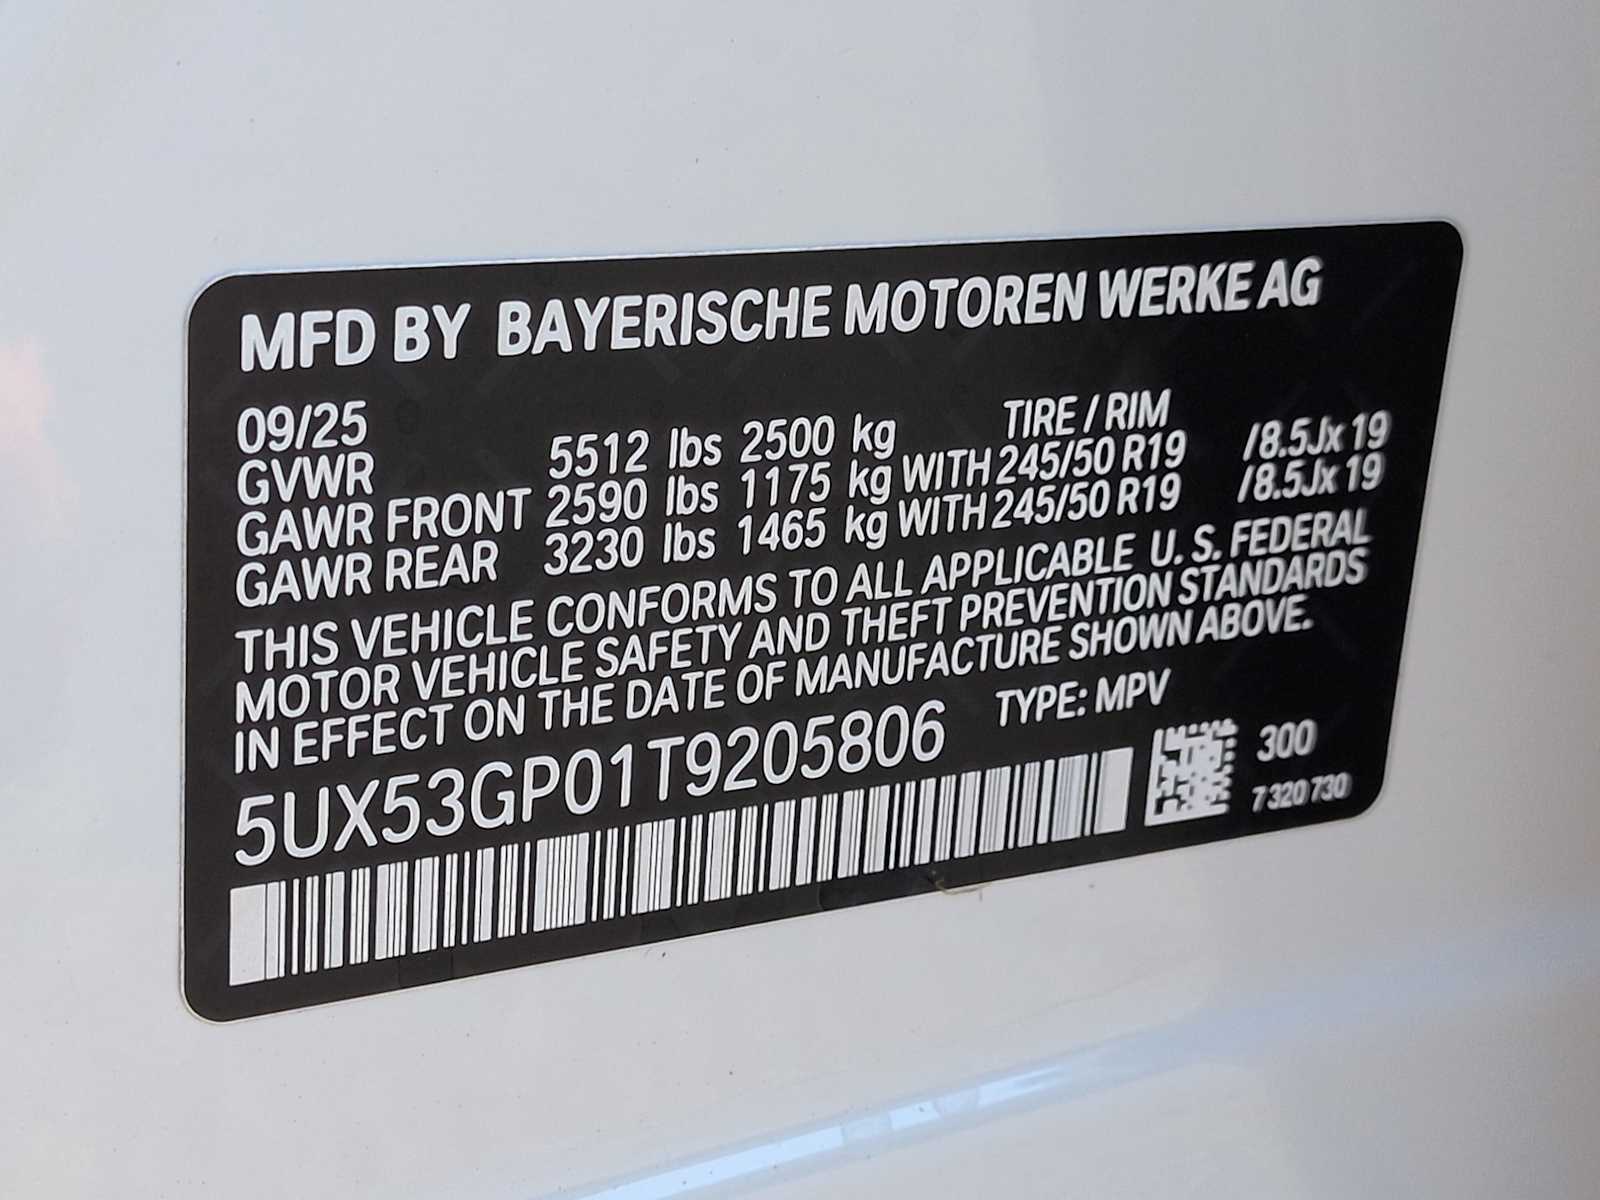 MFD BY BAYERISCHE MOTOREN WERKE AG
09/25
TIRE / RIM
GVWR 5512 lbs 2500 kg
GAWR FRONT 2590 lbs 1175 kg WITH 245/50 R19 /8.5Jx 19
GAWR REAR 3230 lbs 1465 kg WITH 245/50 R19 /8.5Jx 19
THIS VEHICLE CONFORMS TO ALL APPLICABLE U. S. FEDERAL
MOTOR VEHICLE SAFETY AND THEFT PREVENTION STANDARDS
IN EFFECT ON THE DATE OF MANUFACTURE SHOWN ABOVE.
5UX53GP01T9205806 TYPE: MPV
300
7 320 730